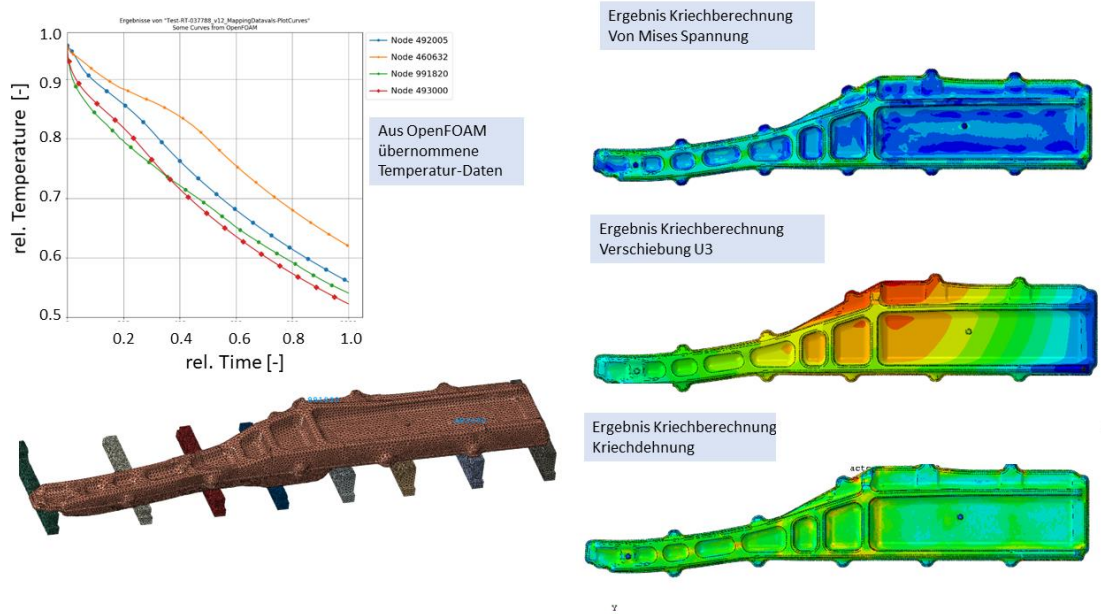 Ergebnisse von "Test-RT-037788_v12_MappingDatavals-PlotCurves"
Some Curves from OpenFOAM
1.0
0.9
0.8
0.7
0.6
0.5
rel. Temperature [-]
0.2
0.4
0.6
0.8
1.0
rel. Time [-]
Node 492005
Node 460632
Node 991820
Node 493000
Aus OpenFOAM
übernommene
Temperatur-Daten
Ergebnis Kriechberechnung
Von Mises Spannung
Ergebnis Kriechberechnung
Verschiebung U3
Ergebnis Kriechberechnung
Kriechdehnung
Y